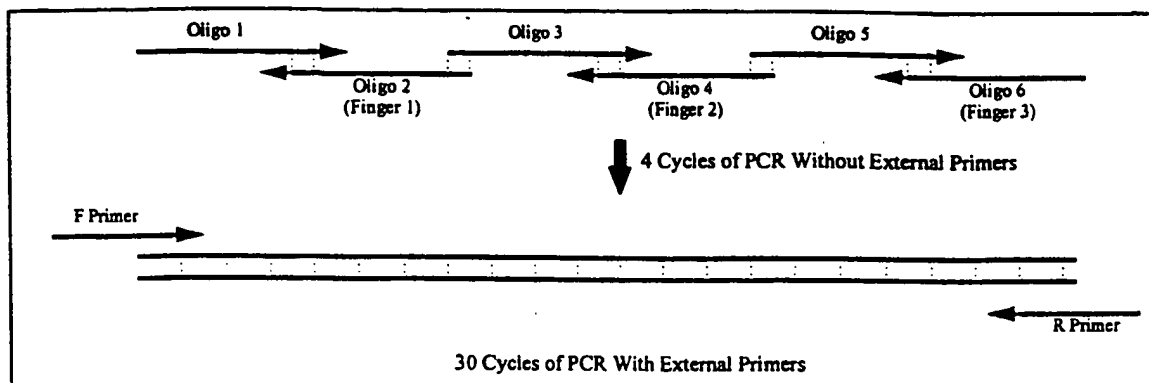 Oligo 1
Oligo 3
Oligo 5
Oligo 2
(Finger 1)
Oligo 4
(Finger 2)
Oligo 6
(Finger 3)
4 Cycles of PCR Without External Primers
F Primer
R Primer
30 Cycles of PCR With External Primers